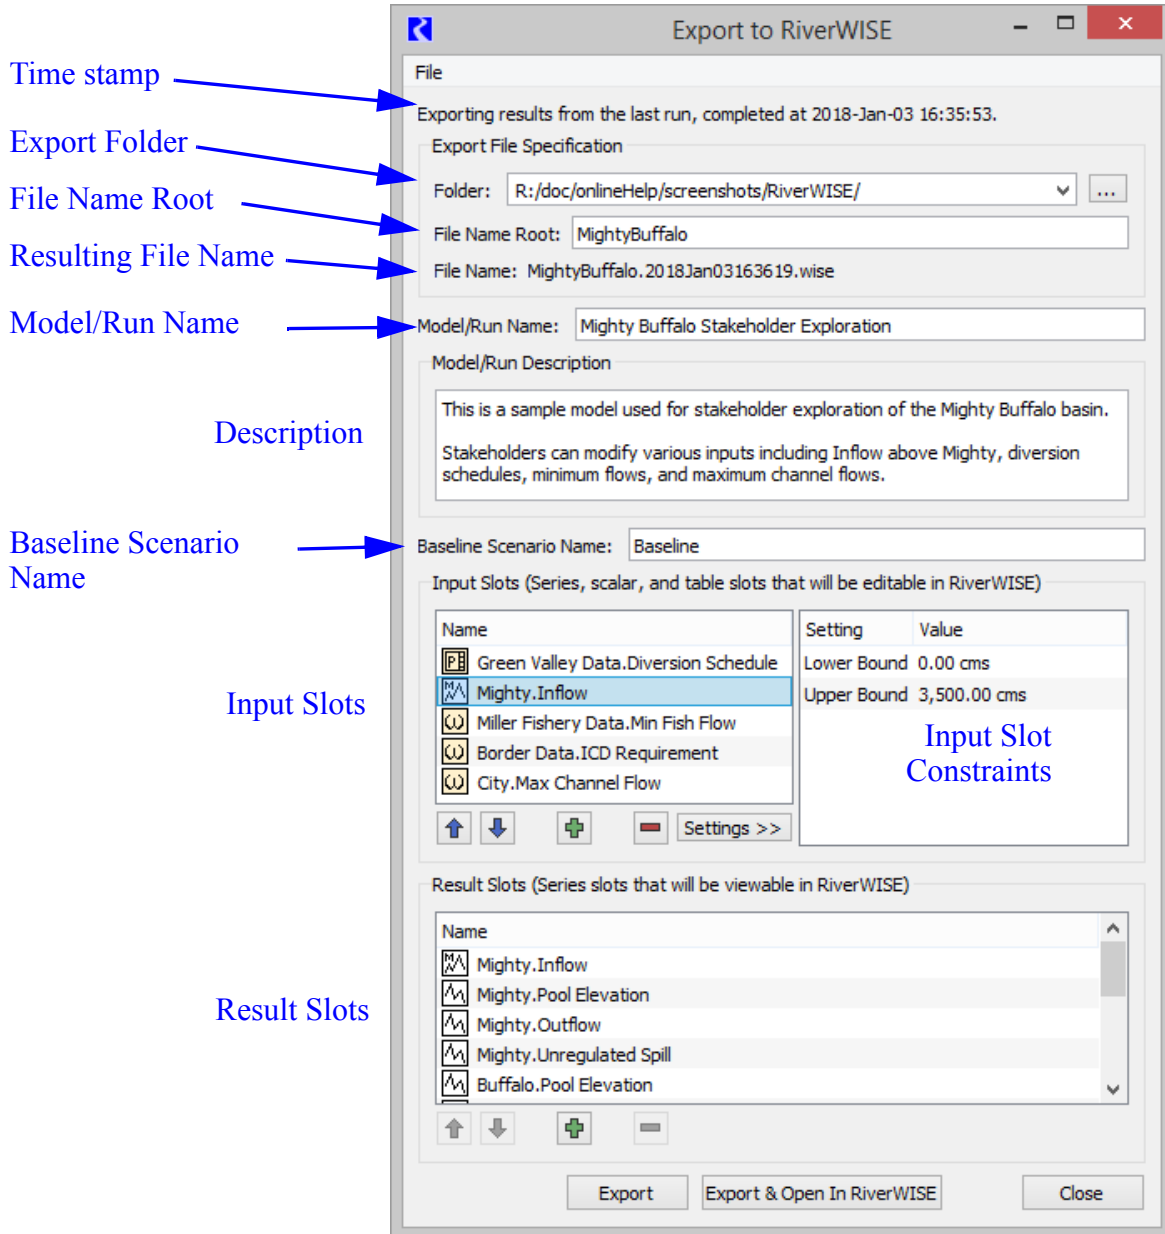 Export to RiverWISE
File
Time stamp
Exporting results from the last run, completed at 2018-Jan-03 16:35:53.
Export Folder
Export File Specification
Folder: R:/doc/onlineHelp/screenshots/RiverWISE/ ...
File Name Root
File Name Root: MightyBuffalo
Resulting File Name
File Name: MightyBuffalo.2018Jan03163619.wise
Model/Run Name
Model/Run Name: Mighty Buffalo Stakeholder Exploration
Model/Run Description
Description
This is a sample model used for stakeholder exploration of the Mighty Buffalo basin.
Stakeholders can modify various inputs including Inflow above Mighty, diversion
schedules, minimum flows, and maximum channel flows.
Baseline Scenario
Name
Baseline Scenario Name: Baseline
Input Slots (Series, scalar, and table slots that will be editable in RiverWISE)
Input Slots
Name
Green Valley Data.Diversion Schedule
Mighty.Inflow
Miller Fishery Data.Min Fish Flow
Border Data.ICD Requirement
City.Max Channel Flow
Settings >>
Setting Value
Lower Bound 0.00 cms
Upper Bound 3,500.00 cms
Input Slot
Constraints
Result Slots (Series slots that will be viewable in RiverWISE)
Result Slots
Name
Mighty.Inflow
Mighty.Pool Elevation
Mighty.Outflow
Mighty.Unregulated Spill
Buffalo.Pool Elevation
Export Export & Open In RiverWISE Close